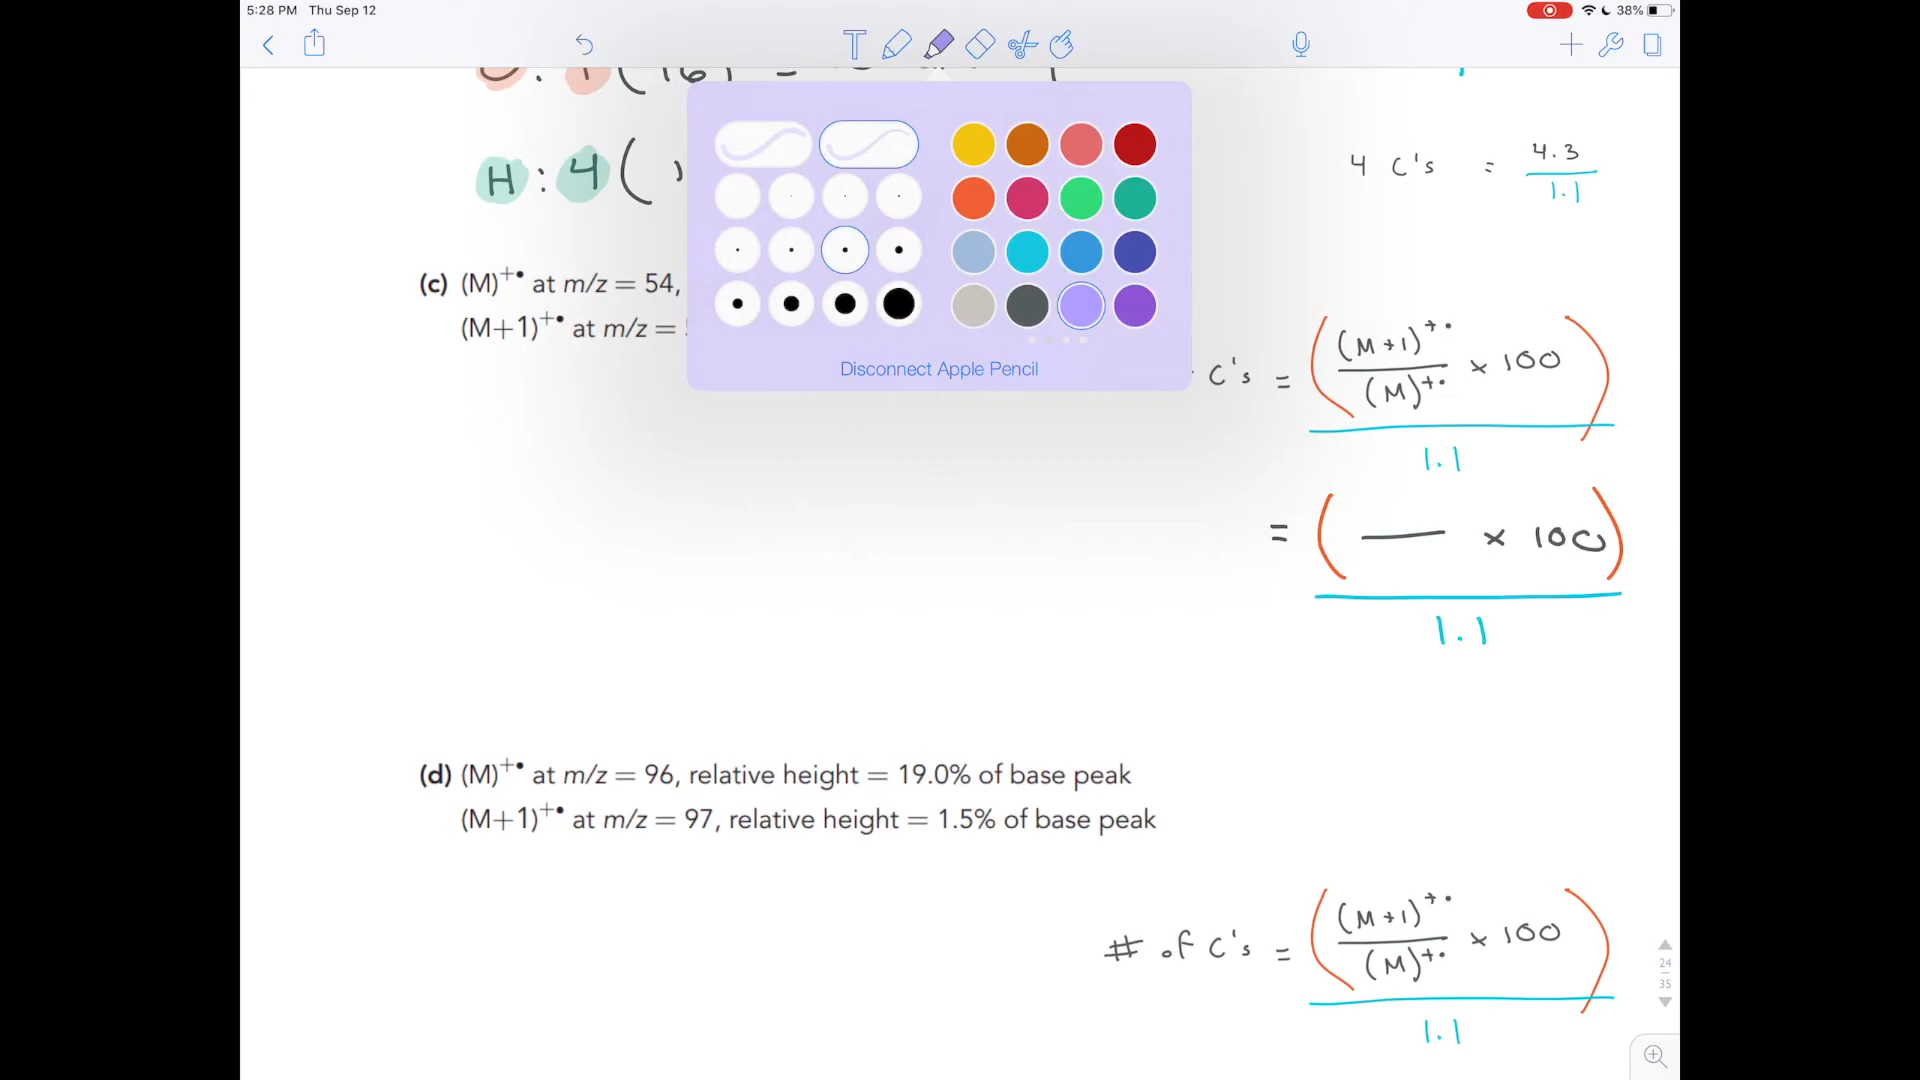 5:28 PM Thu Sep 12
38%
T
: (16) =
4 C's = 4.3
1.1
H : 4 (
(c) (M)+• at m/z = 54,
(M+1)+• at m/z =
Disconnect Apple Pencil
C's = ( (M+1)+•
(M)+• × 100 )
1.1
= ( — × 100 )
1.1
(d) (M)+• at m/z = 96, relative height = 19.0% of base peak
(M+1)+• at m/z = 97, relative height = 1.5% of base peak
# of C's = ( (M+1)+•
(M)+• × 100 )
1.1
24
35